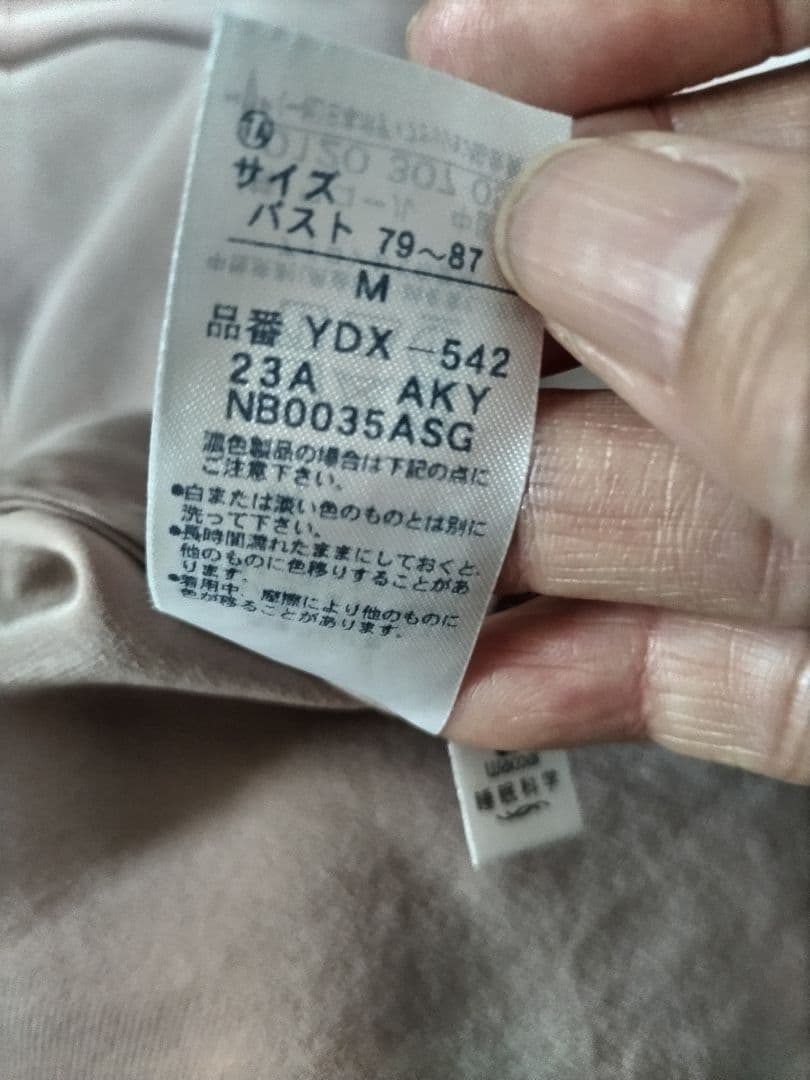 ⑭
サイズ
バスト 79～87
M
品番 YDX－542
23A AKY
NB0035ASG
濃色製品の場合は下記の点に
ご注意下さい。
●白または淡い色のものとは別に
洗って下さい。
●長時間濡れたままにしておくと、
他のものに色移りすることがあ
ります。
●着用中、摩擦により他のものに
色が移ることがあります。
0120 307 0